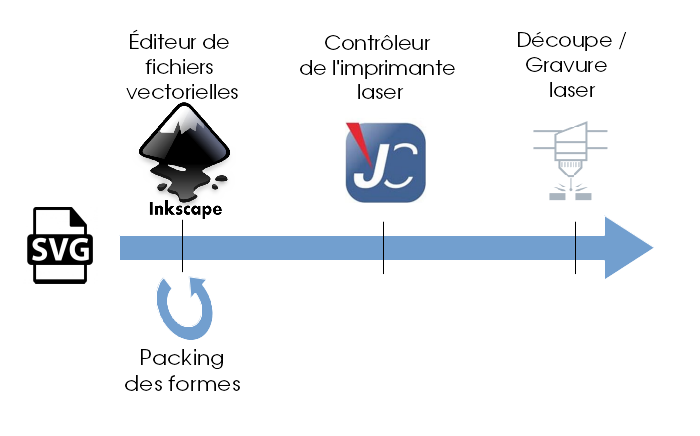 Éditeur de
fichiers
vectorielles
Inkscape
Contrôleur
de l'imprimante
laser
JC
Découpe /
Gravure
laser
SVG
Packing
des formes